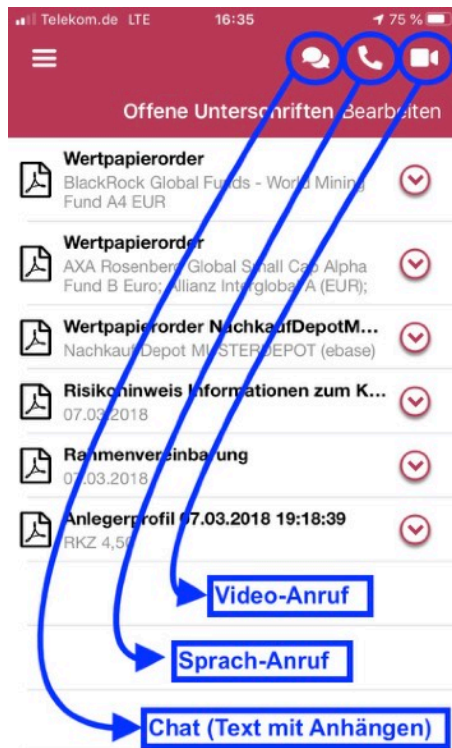 Telekom.de LTE 16:35 75 %
Offene Unterschriften Bearbeiten
Wertpapierorder
BlackRock Global Funds - World Mining
Fund A4 EUR
Wertpapierorder
AXA Rosenberg Global Small Cap Alpha
Fund B Euro; Allianz Interglobal A (EUR);
Wertpapierorder NachkaufDepotM...
Nachkauf Depot MUSTERDEPOT (ebase)
Risikohinweis Informationen zum K...
07.03.2018
Rahmenvereinbarung
07.03.2018
Anlegerprofil 07.03.2018 19:18:39
RKZ 4,50
Video-Anruf
Sprach-Anruf
Chat (Text mit Anhängen)